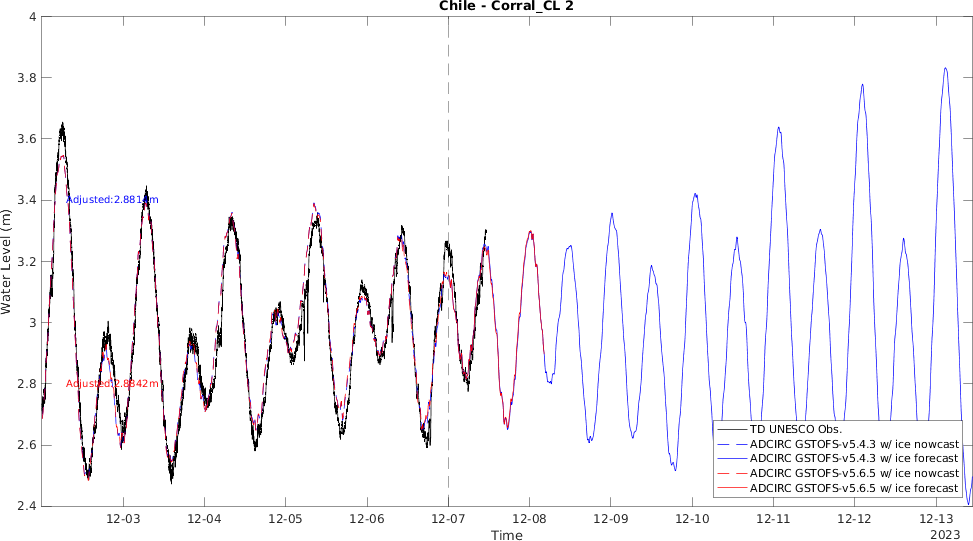 Chile - Corral_CL 2
4
3.8
3.6
3.4
3.2
3
2.8
2.6
2.4
Water Level (m)
Adjusted:2.8842m
TD UNESCO Obs.
ADCIRC GSTOFS-v5.4.3 w/ ice nowcast
ADCIRC GSTOFS-v5.4.3 w/ ice forecast
ADCIRC GSTOFS-v5.6.5 w/ ice nowcast
ADCIRC GSTOFS-v5.6.5 w/ ice forecast
12-03 12-04 12-05 12-06 12-07 12-08 12-09 12-10 12-11 12-12 12-13
Time
2023